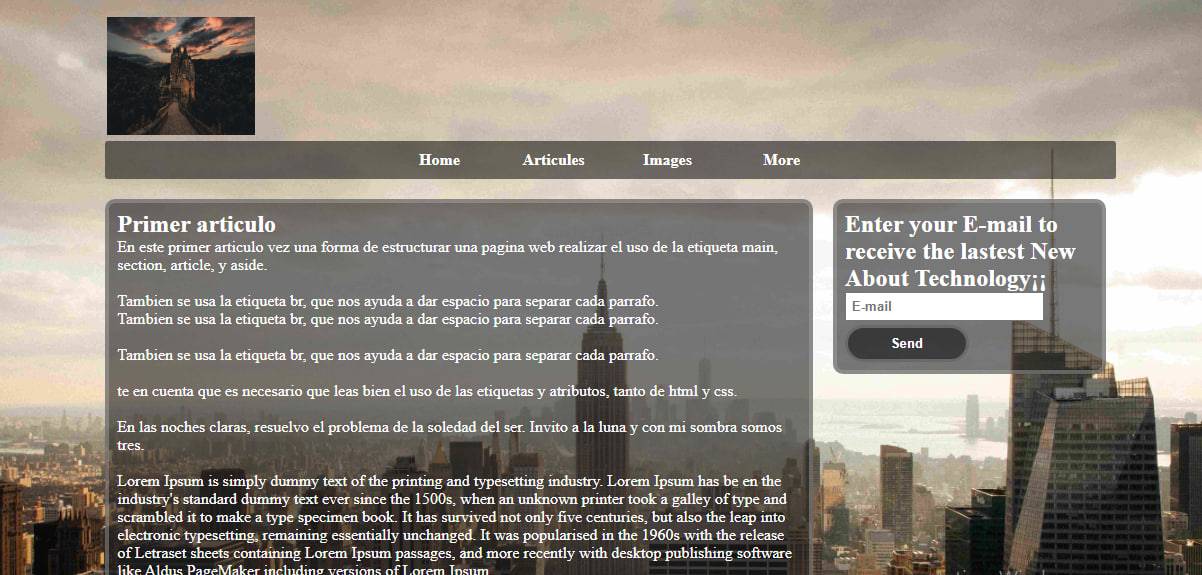 Home Articules Images More
Primer articulo
En este primer articulo vez una forma de estructurar una pagina web realizar el uso de la etiqueta main,
section, article, y aside.
Tambien se usa la etiqueta br, que nos ayuda a dar espacio para separar cada parrafo.
Tambien se usa la etiqueta br, que nos ayuda a dar espacio para separar cada parrafo.
Tambien se usa la etiqueta br, que nos ayuda a dar espacio para separar cada parrafo.
te en cuenta que es necesario que leas bien el uso de las etiquetas y atributos, tanto de html y css.
En las noches claras, resuelvo el problema de la soledad del ser. Invito a la luna y con mi sombra somos
tres.
Lorem Ipsum is simply dummy text of the printing and typesetting industry. Lorem Ipsum has be en the
industry's standard dummy text ever since the 1500s, when an unknown printer took a galley of type and
scrambled it to make a type specimen book. It has survived not only five centuries, but also the leap into
electronic typesetting, remaining essentially unchanged. It was popularised in the 1960s with the release
of Letraset sheets containing Lorem Ipsum passages, and more recently with desktop publishing software
like Aldus PageMaker including versions of Lorem Ipsum
Enter your E-mail to
receive the lastest New
About Technology¡¡
E-mail
Send